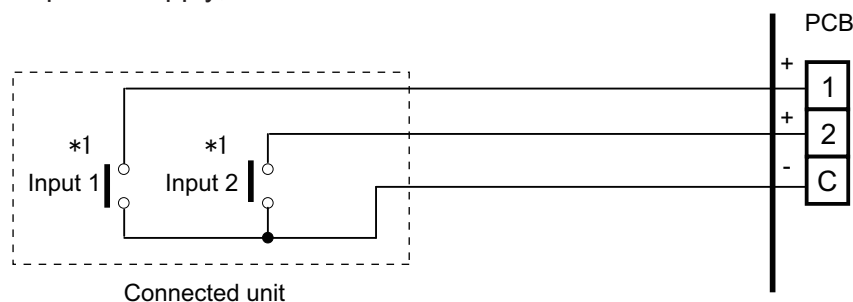 PCB
+
1
*1
*1
+
2
Input 1
Input 2
-
C
Connected unit